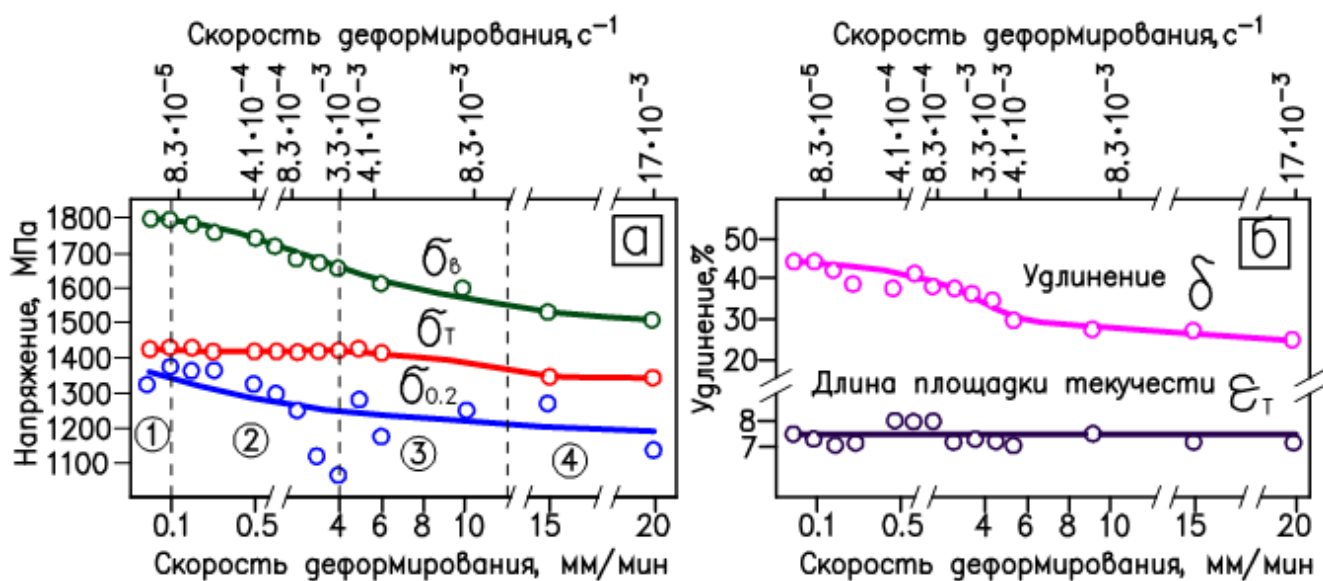 Скорость деформирования, с⁻¹
8.3·10⁻⁵ 4.1·10⁻⁴ 8.3·10⁻⁴ 3.3·10⁻³ 4.1·10⁻³ 8.3·10⁻³ 17·10⁻³
Напряжение, МПа
1800
1700
1600
1500
1400
1300
1200
1100
а
σв
σт
σ0.2
1 2 3 4
0.1 0.5 4 6 10 15 20
Скорость деформирования, мм/мин
Скорость деформирования, с⁻¹
8.3·10⁻⁵ 4.1·10⁻⁴ 8.3·10⁻⁴ 3.3·10⁻³ 4.1·10⁻³ 8.3·10⁻³ 17·10⁻³
Удлинение, %
50
40
30
20
8
7
б
Удлинение δ
Длина площадки текучести εт
0.1 0.5 4 6 10 15 20
Скорость деформирования, мм/мин